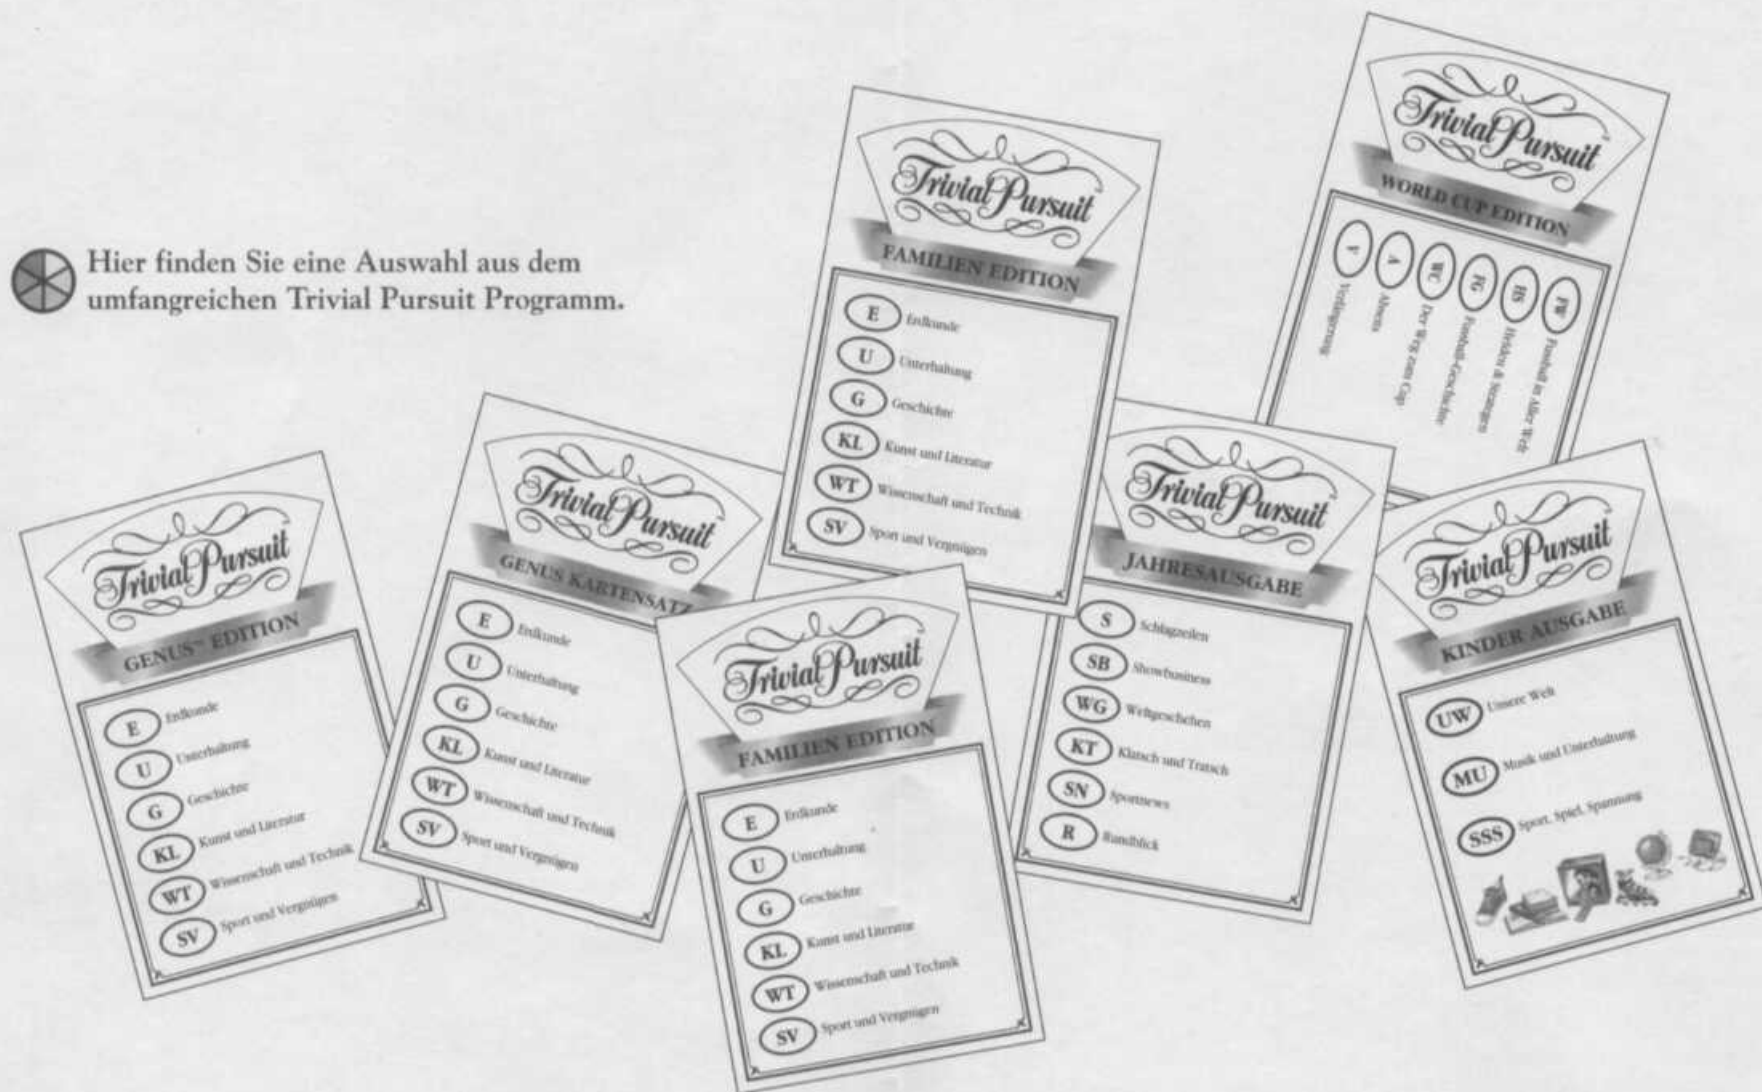 Hier finden Sie eine Auswahl aus dem
umfangreichen Trivial Pursuit Programm.
Trivial Pursuit
GENUS™ EDITION
E Erdkunde
U Unterhaltung
G Geschichte
KL Kunst und Literatur
WT Wissenschaft und Technik
SV Sport und Vergnügen
Trivial Pursuit
GENUS KARTENSATZ
E Erdkunde
U Unterhaltung
G Geschichte
KL Kunst und Literatur
WT Wissenschaft und Technik
SV Sport und Vergnügen
Trivial Pursuit
FAMILIEN EDITION
E Erdkunde
U Unterhaltung
G Geschichte
KL Kunst und Literatur
WT Wissenschaft und Technik
SV Sport und Vergnügen
Trivial Pursuit
FAMILIEN EDITION
E Erdkunde
U Unterhaltung
G Geschichte
KL Kunst und Literatur
WT Wissenschaft und Technik
SV Sport und Vergnügen
Trivial Pursuit
JAHRESAUSGABE
S Schlagzeilen
SB Showbusiness
WG Weltgeschehen
KT Klatsch und Tratsch
SN Sportnews
R Rundblick
Trivial Pursuit
WORLD CUP EDITION
FW Fussball in Aller Welt
HS Helden & Strategen
FG Fussball-Geschichte
WC Der Weg zum Cup
A Abseits
V Verlängerung
Trivial Pursuit
KINDER AUSGABE
UW Unsere Welt
MU Musik und Unterhaltung
SSS Sport, Spiel, Spannung